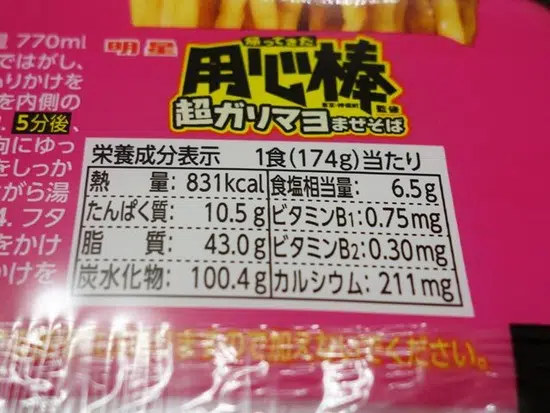 770ml
明星
帰ってきた
用心棒
監修
超ガリマヨまぜそば
ではがし、
りかけを
を内側の
5分後、
向にゆっ
をしっか
がら湯
4. フタ
をかけ
かけを
栄養成分表示 1食(174g)当たり
熱量: 831kcal 食塩相当量: 6.5g
たんぱく質: 10.5g ビタミンB1: 0.75mg
脂質: 43.0g ビタミンB2: 0.30mg
炭水化物: 100.4g カルシウム: 211mg
で加え
ください。